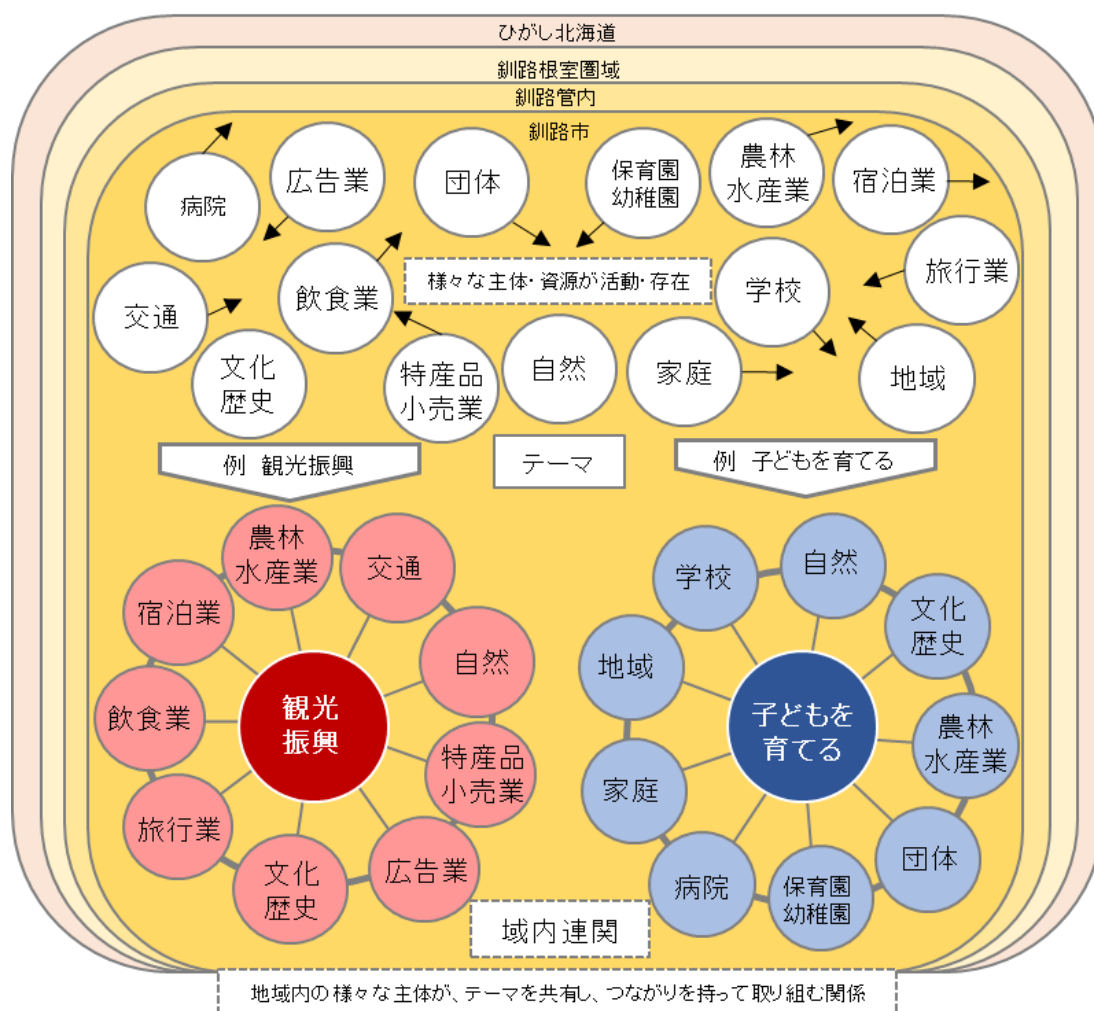 ひがし北海道
釧路根室圏域
釧路管内
釧路市
病院
広告業
団体
保育園
幼稚園
農林
水産業
宿泊業
交通
飲食業
様々な主体・資源が活動・存在
学校
旅行業
文化
歴史
特産品
小売業
自然
家庭
地域
例 観光振興
テーマ
例 子どもを育てる
農林
水産業
交通
宿泊業
自然
飲食業
観光
振興
特産品
小売業
旅行業
文化
歴史
広告業
学校
自然
文化
歴史
地域
子どもを
育てる
農林
水産業
家庭
団体
病院
保育園
幼稚園
域内連関
地域内の様々な主体が、テーマを共有し、つながりを持って取り組む関係